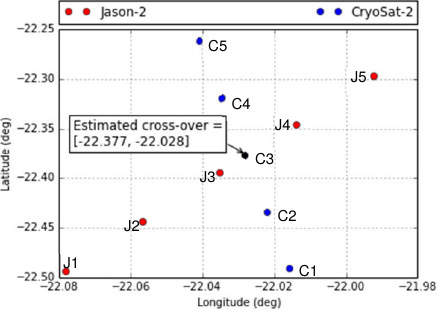 Jason-2 CryoSat-2
−22.25
C5
−22.30
J5
C4
−22.35
J4
Estimated cross-over =
[-22.377, -22.028]
C3
Latitude (deg)
−22.40
J3
C2
−22.45
J2
J1
C1
−22.50
−22.08 −22.06 −22.04 −22.02 −22.00 −21.98
Longitude (deg)